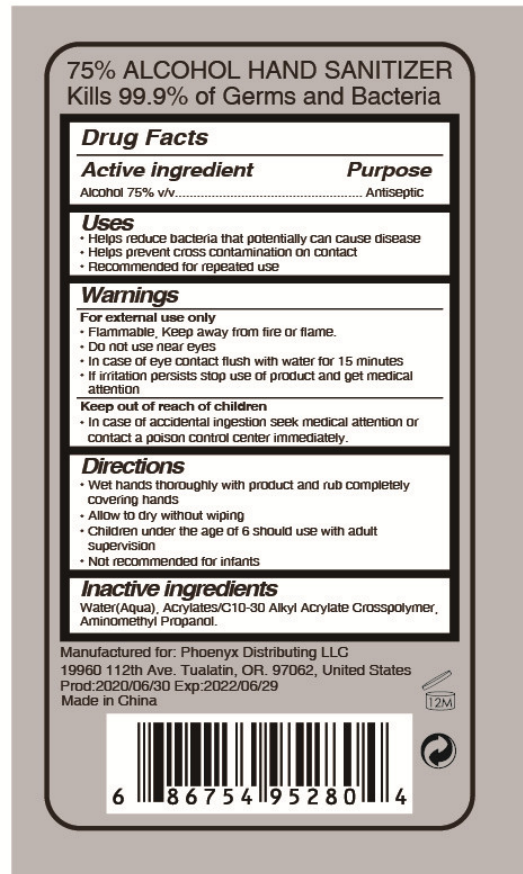 75% ALCOHOL HAND SANITIZER
Kills 99.9% of Germs and Bacteria
Drug Facts
Active ingredient Purpose
Alcohol 75% v/v........................................................ Antiseptic
Uses
• Helps reduce bacteria that potentially can cause disease
• Helps prevent cross contamination on contact
• Recommended for repeated use
Warnings
For external use only
• Flammable, Keep away from fire or flame.
• Do not use near eyes
• In case of eye contact flush with water for 15 minutes
• If irritation persists stop use of product and get medical
attention
Keep out of reach of children
• In case of accidental ingestion seek medical attention or
contact a poison control center immediately.
Directions
• Wet hands thoroughly with product and rub completely
covering hands
• Allow to dry without wiping
• Children under the age of 6 should use with adult
supervision
• Not recommended for infants
Inactive ingredients
Water(Aqua), Acrylates/C10-30 Alkyl Acrylate Crosspolymer,
Aminomethyl Propanol.
Manufactured for: Phoenyx Distributing LLC
19960 112th Ave. Tualatin, OR. 97062, United States
Prod:2020/06/30 Exp:2022/06/29
Made in China
12M
6 86754 95280 4